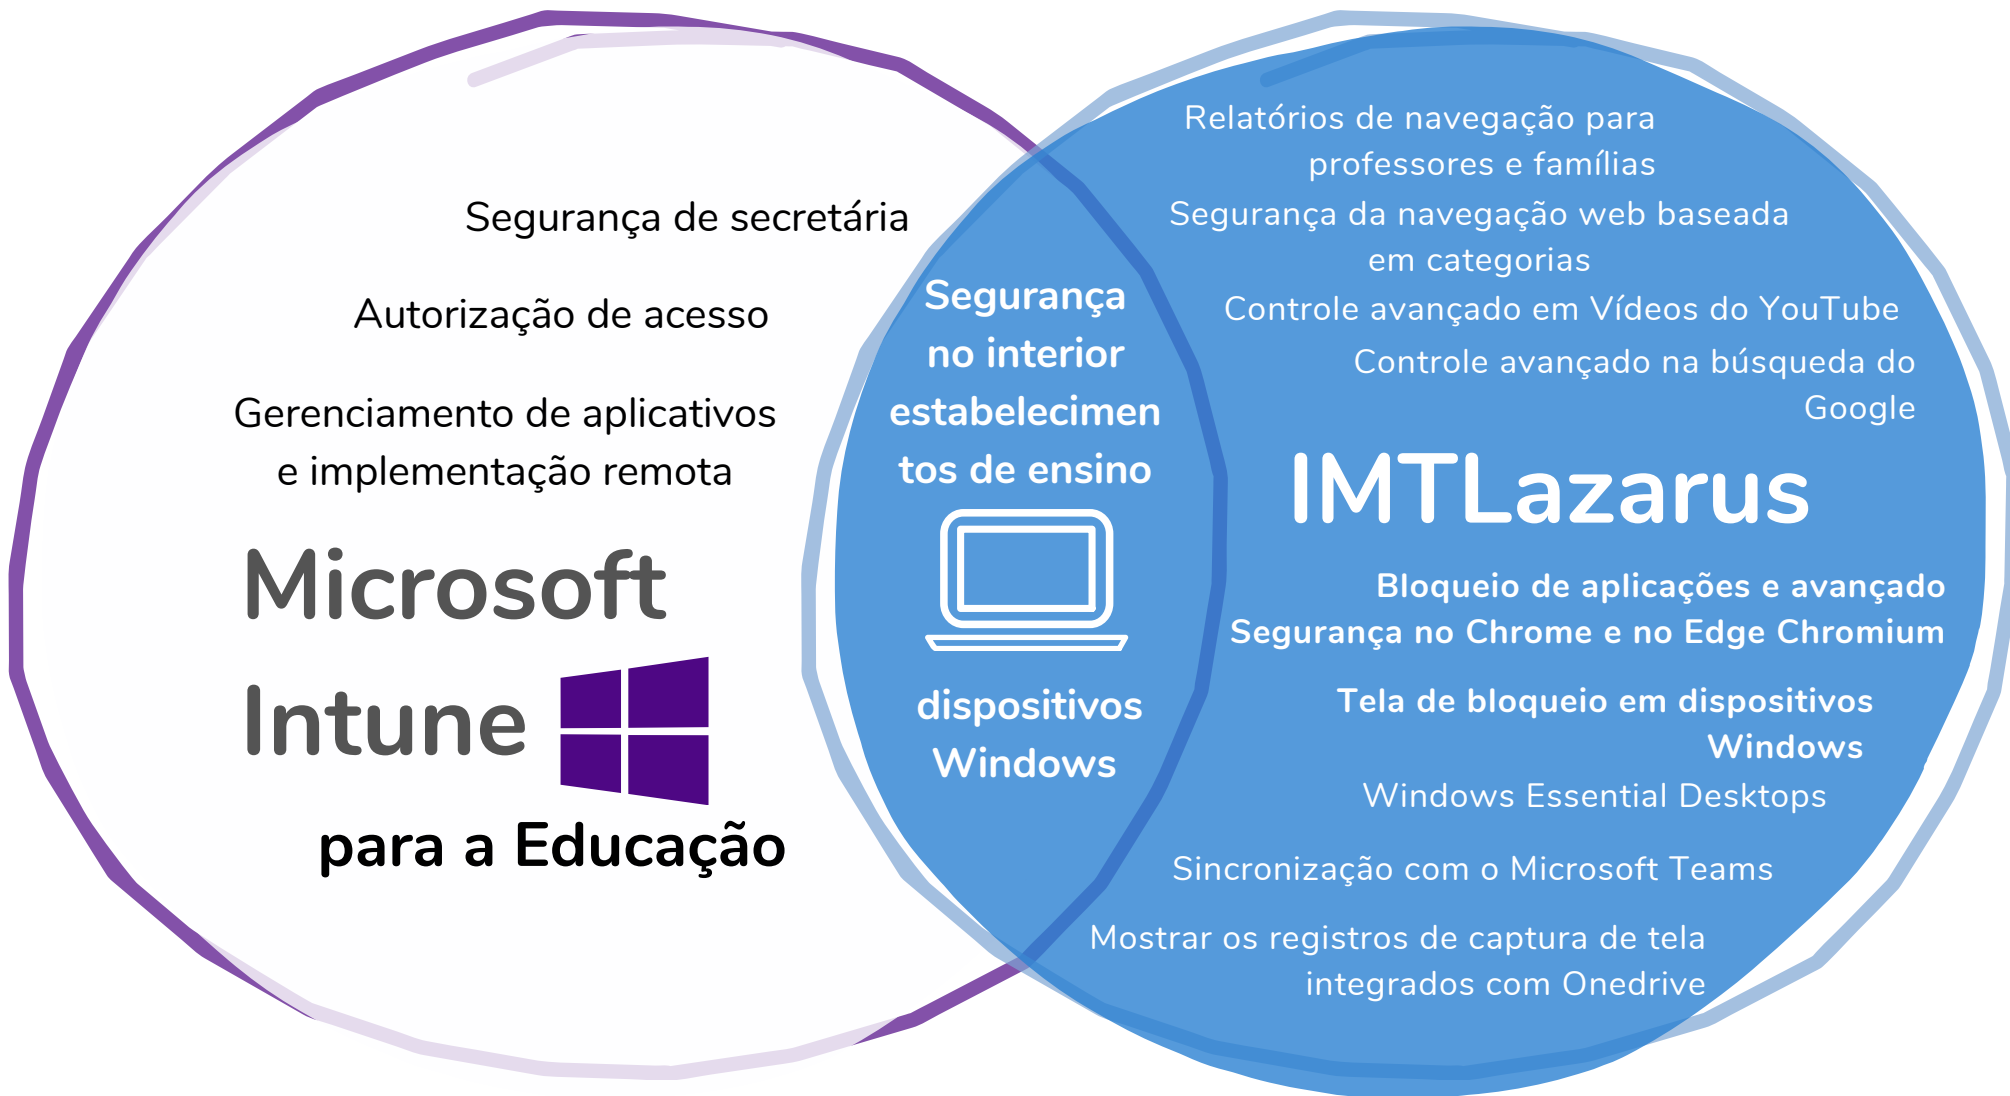 Segurança de secretária
Autorização de acesso
Gerenciamento de aplicativos
e implementação remota
Microsoft
Intune
para a Educação
Segurança
no interior
estabelecimen
tos de ensino
dispositivos
Windows
Relatórios de navegação para
professores e famílias
Segurança da navegação web baseada
em categorias
Controle avançado em Vídeos do YouTube
Controle avançado na búsqueda do
Google
IMTLazarus
Bloqueio de aplicações e avançado
Segurança no Chrome e no Edge Chromium
Tela de bloqueio em dispositivos
Windows
Windows Essential Desktops
Sincronização com o Microsoft Teams
Mostrar os registros de captura de tela
integrados com Onedrive